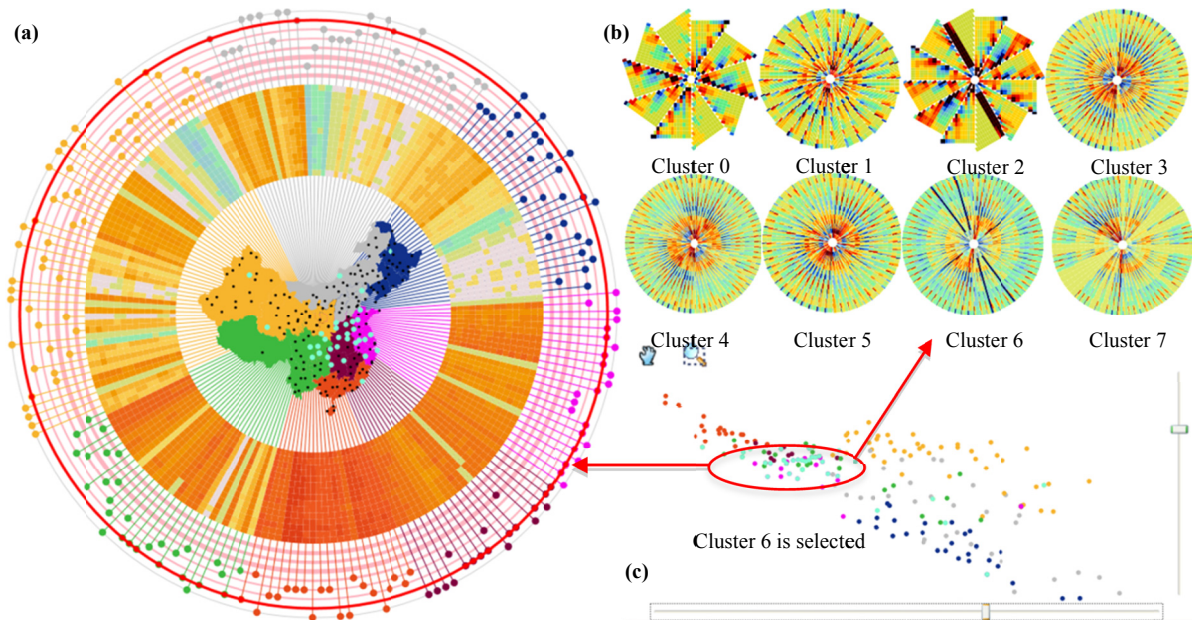 (a)
(b)
Cluster 0
Cluster 1
Cluster 2
Cluster 3
Cluster 4
Cluster 5
Cluster 6
Cluster 7
Cluster 6 is selected
(c)